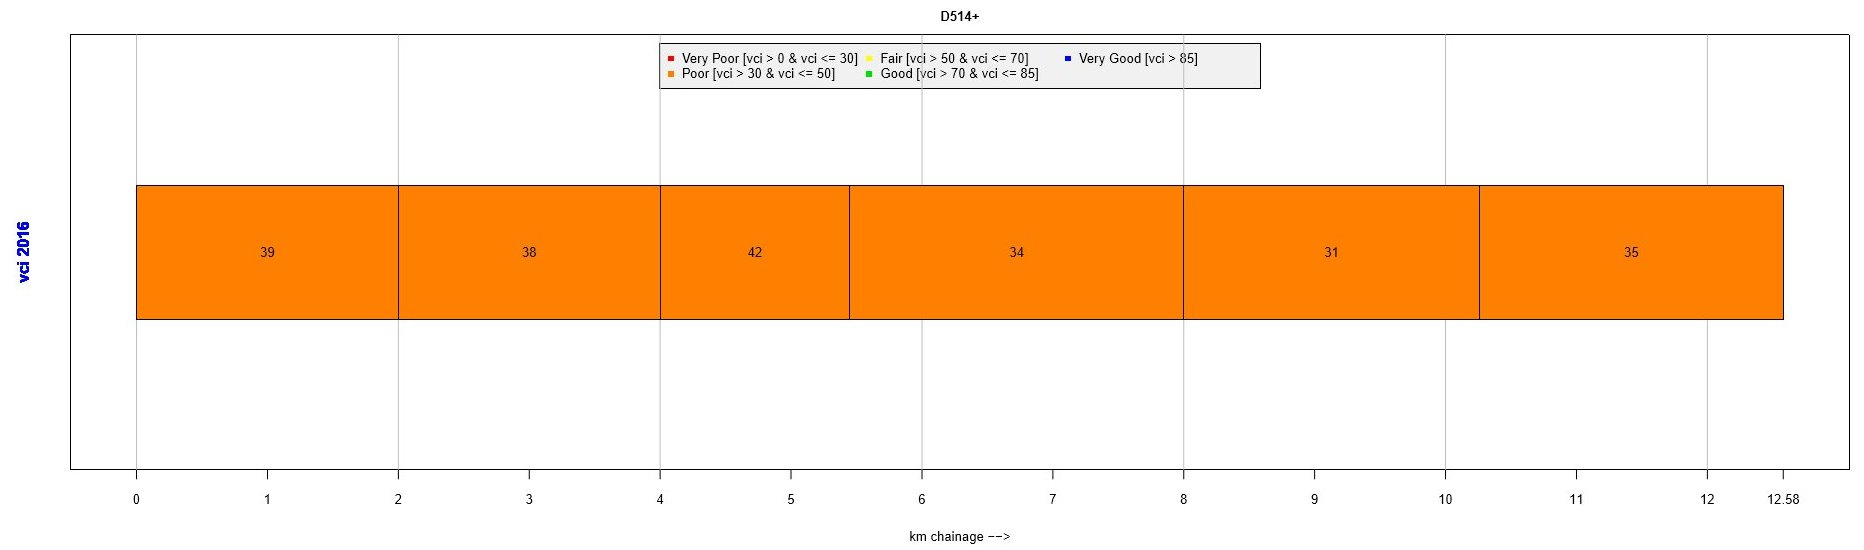 D514+
Very Poor [vci > 0 & vci <= 30] Fair [vci > 50 & vci <= 70] Very Good [vci > 85]
Poor [vci > 30 & vci <= 50] Good [vci > 70 & vci <= 85]
vci 2016
39 38 42 34 31 35
0 1 2 3 4 5 6 7 8 9 10 11 12 12.58
km chainage −−>